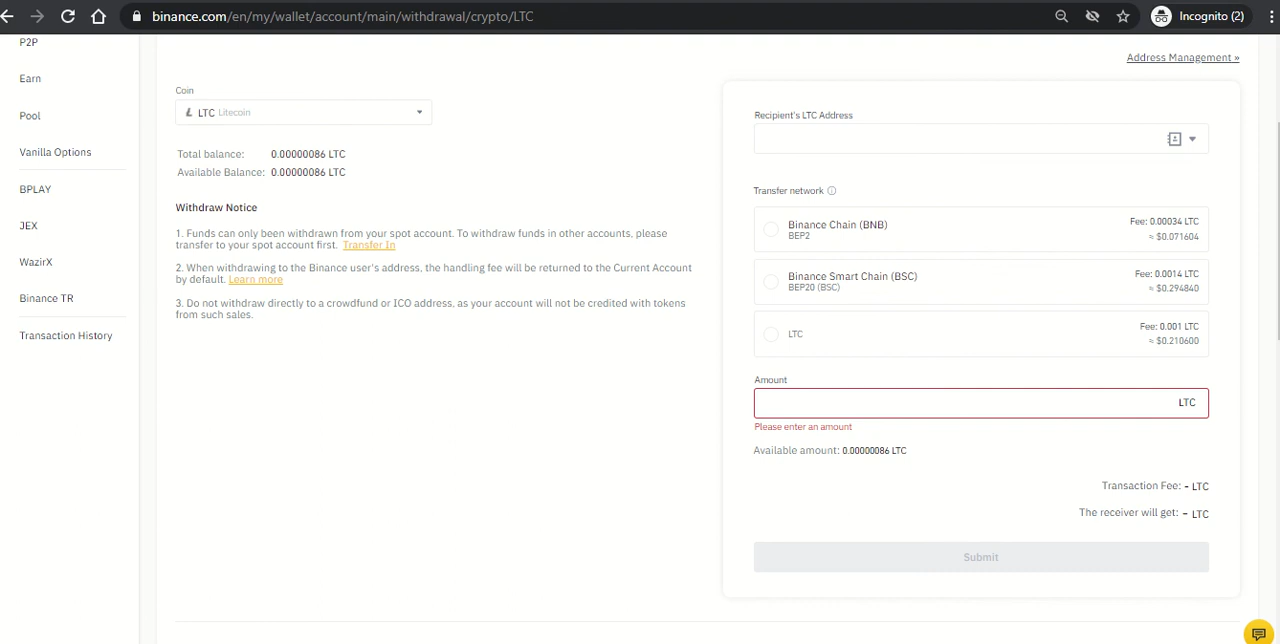 binance.com/en/my/wallet/account/main/withdrawal/crypto/LTC
Incognito (2)
P2P
Earn
Pool
Vanilla Options
BPLAY
JEX
WazirX
Binance TR
Transaction History
Address Management »
Coin
LTC Litecoin
Total balance: 0.00000086 LTC
Available Balance: 0.00000086 LTC
Withdraw Notice
1. Funds can only been withdrawn from your spot account. To withdraw funds in other accounts, please
transfer to your spot account first. Transfer In
2. When withdrawing to the Binance user's address, the handling fee will be returned to the Current Account
by default. Learn more
3. Do not withdraw directly to a crowdfund or ICO address, as your account will not be credited with tokens
from such sales.
Recipient's LTC Address
Transfer network
Binance Chain (BNB)
BEP2
Fee: 0.00034 LTC
≈ $0.071604
Binance Smart Chain (BSC)
BEP20 (BSC)
Fee: 0.0014 LTC
≈ $0.294840
LTC
Fee: 0.001 LTC
≈ $0.210600
Amount
LTC
Please enter an amount
Available amount: 0.00000086 LTC
Transaction Fee: - LTC
The receiver will get: - LTC
Submit